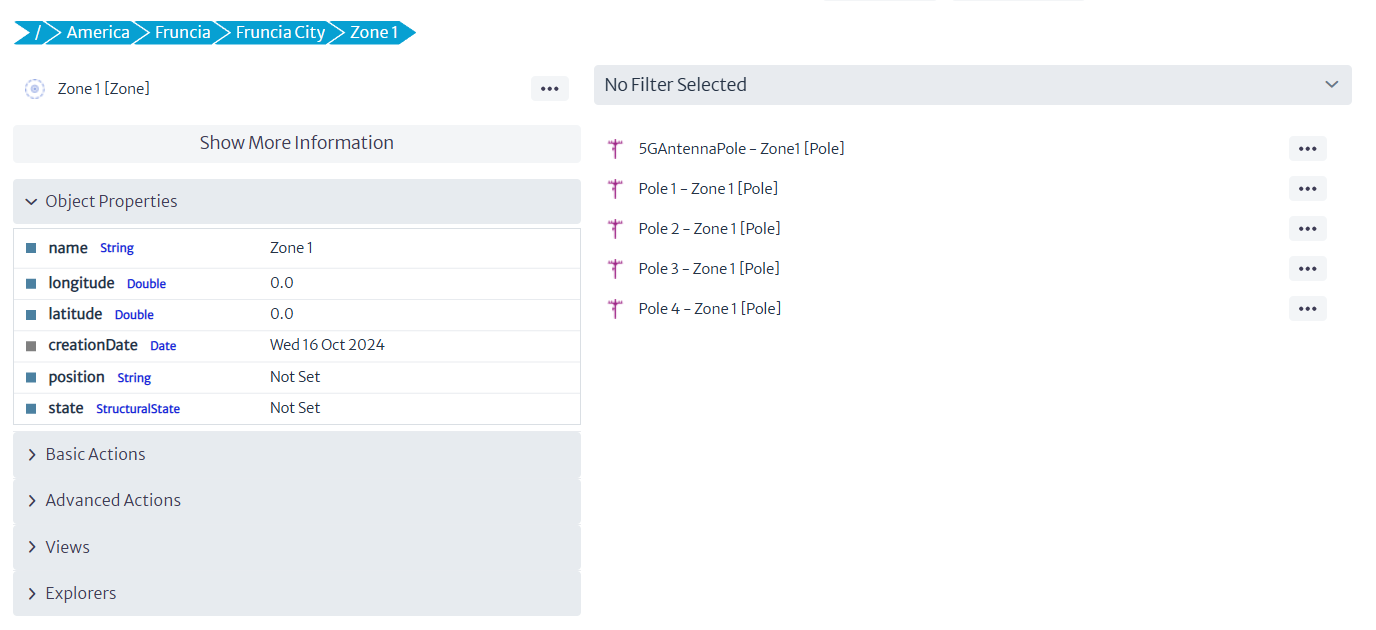 / America Fruncia Fruncia City Zone 1
Zone 1 [Zone]
Show More Information
Object Properties
name String Zone 1
longitude Double 0.0
latitude Double 0.0
creationDate Date Wed 16 Oct 2024
position String Not Set
state StructuralState Not Set
Basic Actions
Advanced Actions
Views
Explorers
No Filter Selected
5GAntennaPole - Zone1 [Pole]
Pole 1 - Zone 1 [Pole]
Pole 2 - Zone 1 [Pole]
Pole 3 - Zone 1 [Pole]
Pole 4 - Zone 1 [Pole]